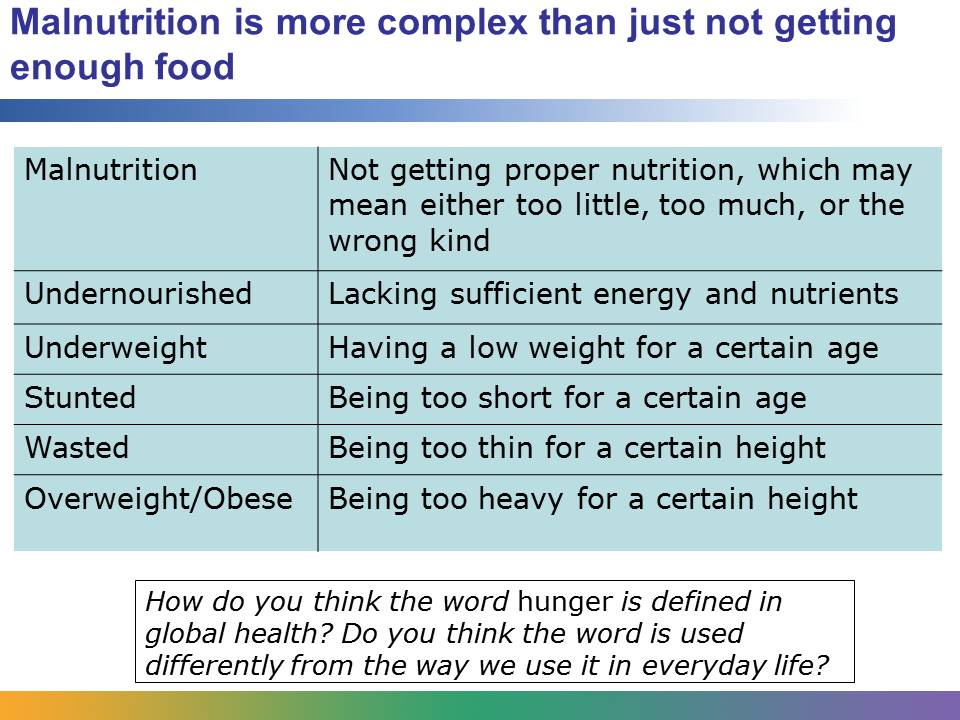 Malnutrition is more complex than just not getting
enough food
Malnutrition
Not getting proper nutrition, which may
mean either too little, too much, or the
wrong kind
Undernourished
Lacking sufficient energy and nutrients
Underweight
Having a low weight for a certain age
Stunted
Being too short for a certain age
Wasted
Being too thin for a certain height
Overweight/Obese
Being too heavy for a certain height
How do you think the word hunger is defined in
global health? Do you think the word is used
differently from the way we use it in everyday life?